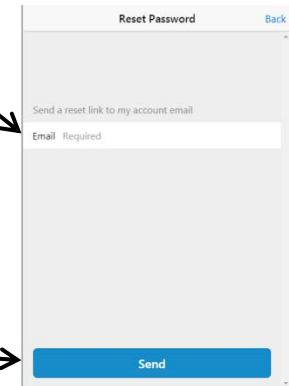 Reset Password Back
Send a reset link to my account email
Email Required
Send